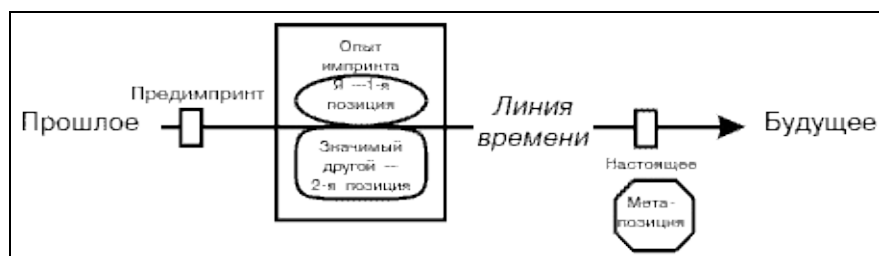 Опыт
импринта
Я —1-я
позиция
Предимпринт
Прошлое
Линия
времени
Будущее
Значимый
другой —
2-я позиция
Настоящее
Мета-
позиция